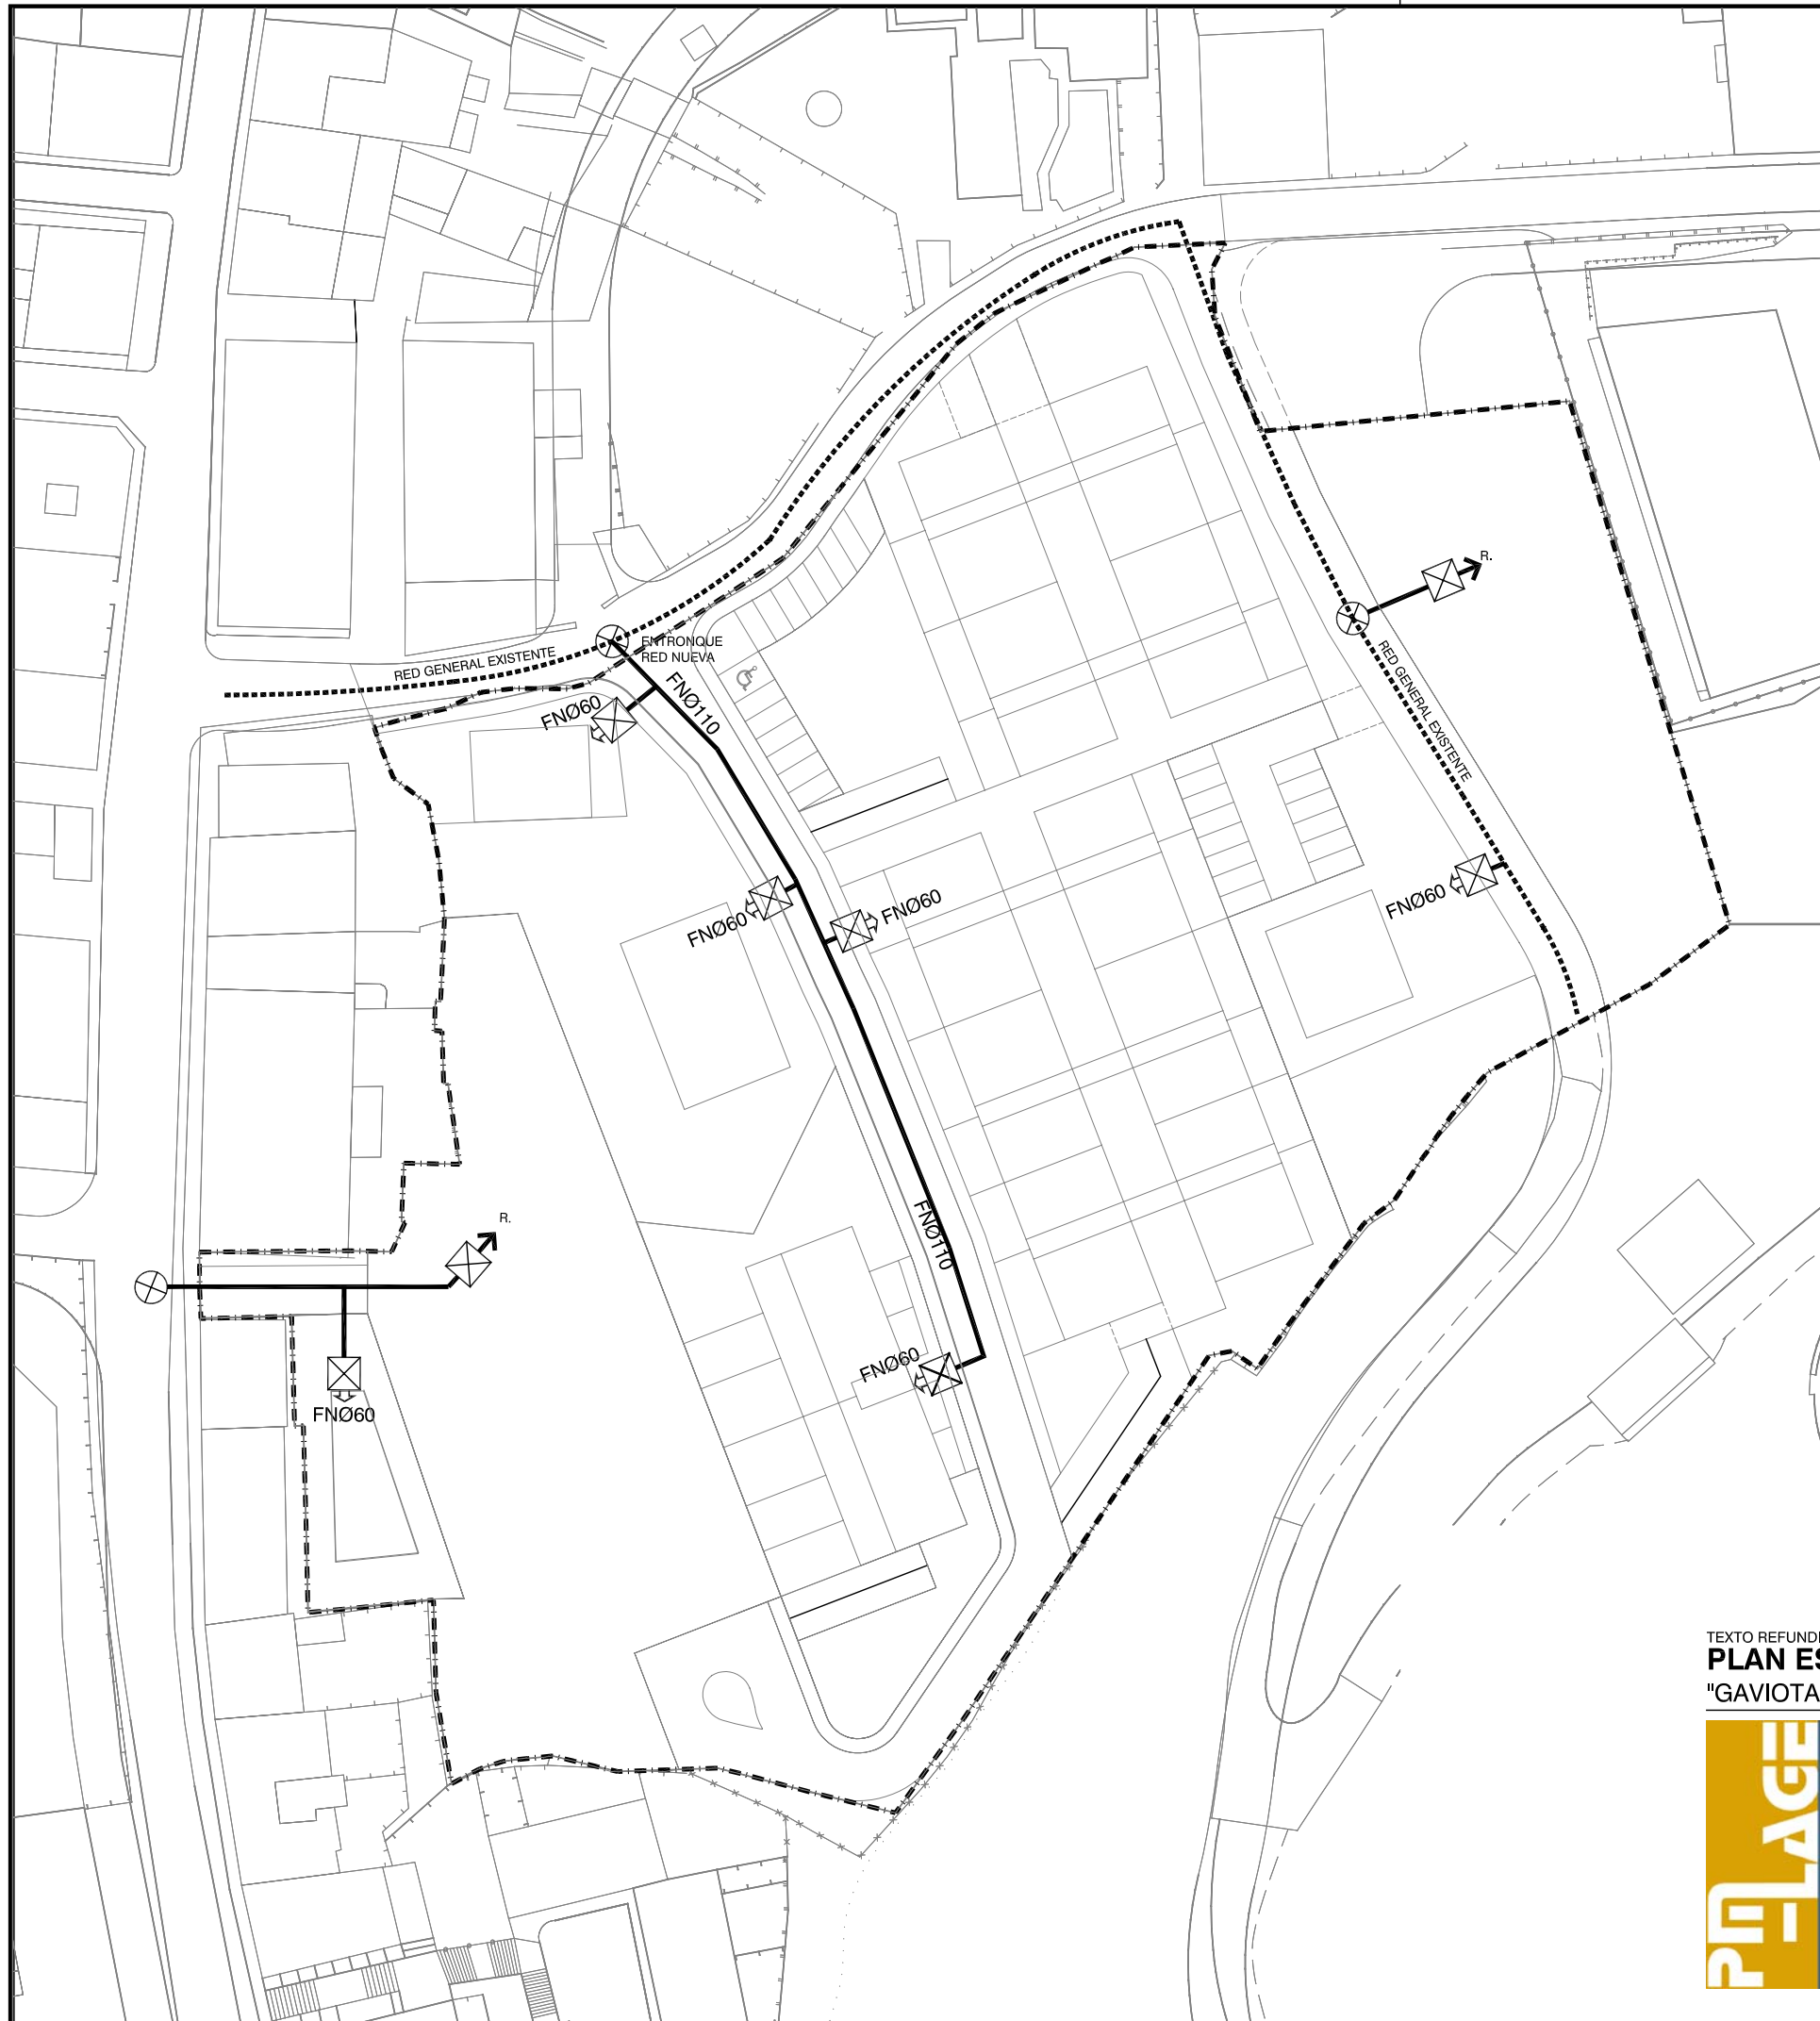 R.
ENTRONQUE
RED NUEVA
RED GENERAL EXISTENTE
FNØ110
FNØ60
RED GENERAL EXISTENTE
FNØ60
FNØ60
FNØ60
FNØ110
R.
FNØ60
FNØ60
TEXTO REFUND
PLAN ES
"GAVIOTA